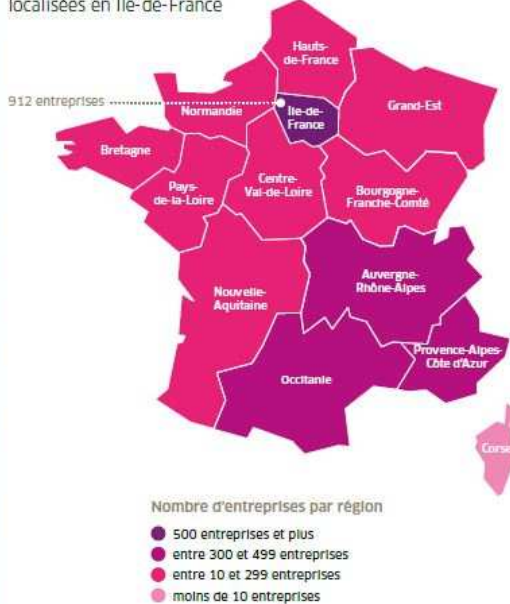 localisées en Île-de-France
Hauts-
de-France
912 entreprises
Normandie
Île-de-
France
Grand-Est
Bretagne
Pays-
de-la-Loire
Centre-
Val-de-Loire
Bourgogne-
Franche-Comté
Nouvelle-
Aquitaine
Auvergne-
Rhône-Alpes
Occitanie
Provence-Alpes-
Côte d'Azur
Corse
Nombre d'entreprises par région
500 entreprises et plus
entre 300 et 499 entreprises
entre 10 et 299 entreprises
moins de 10 entreprises